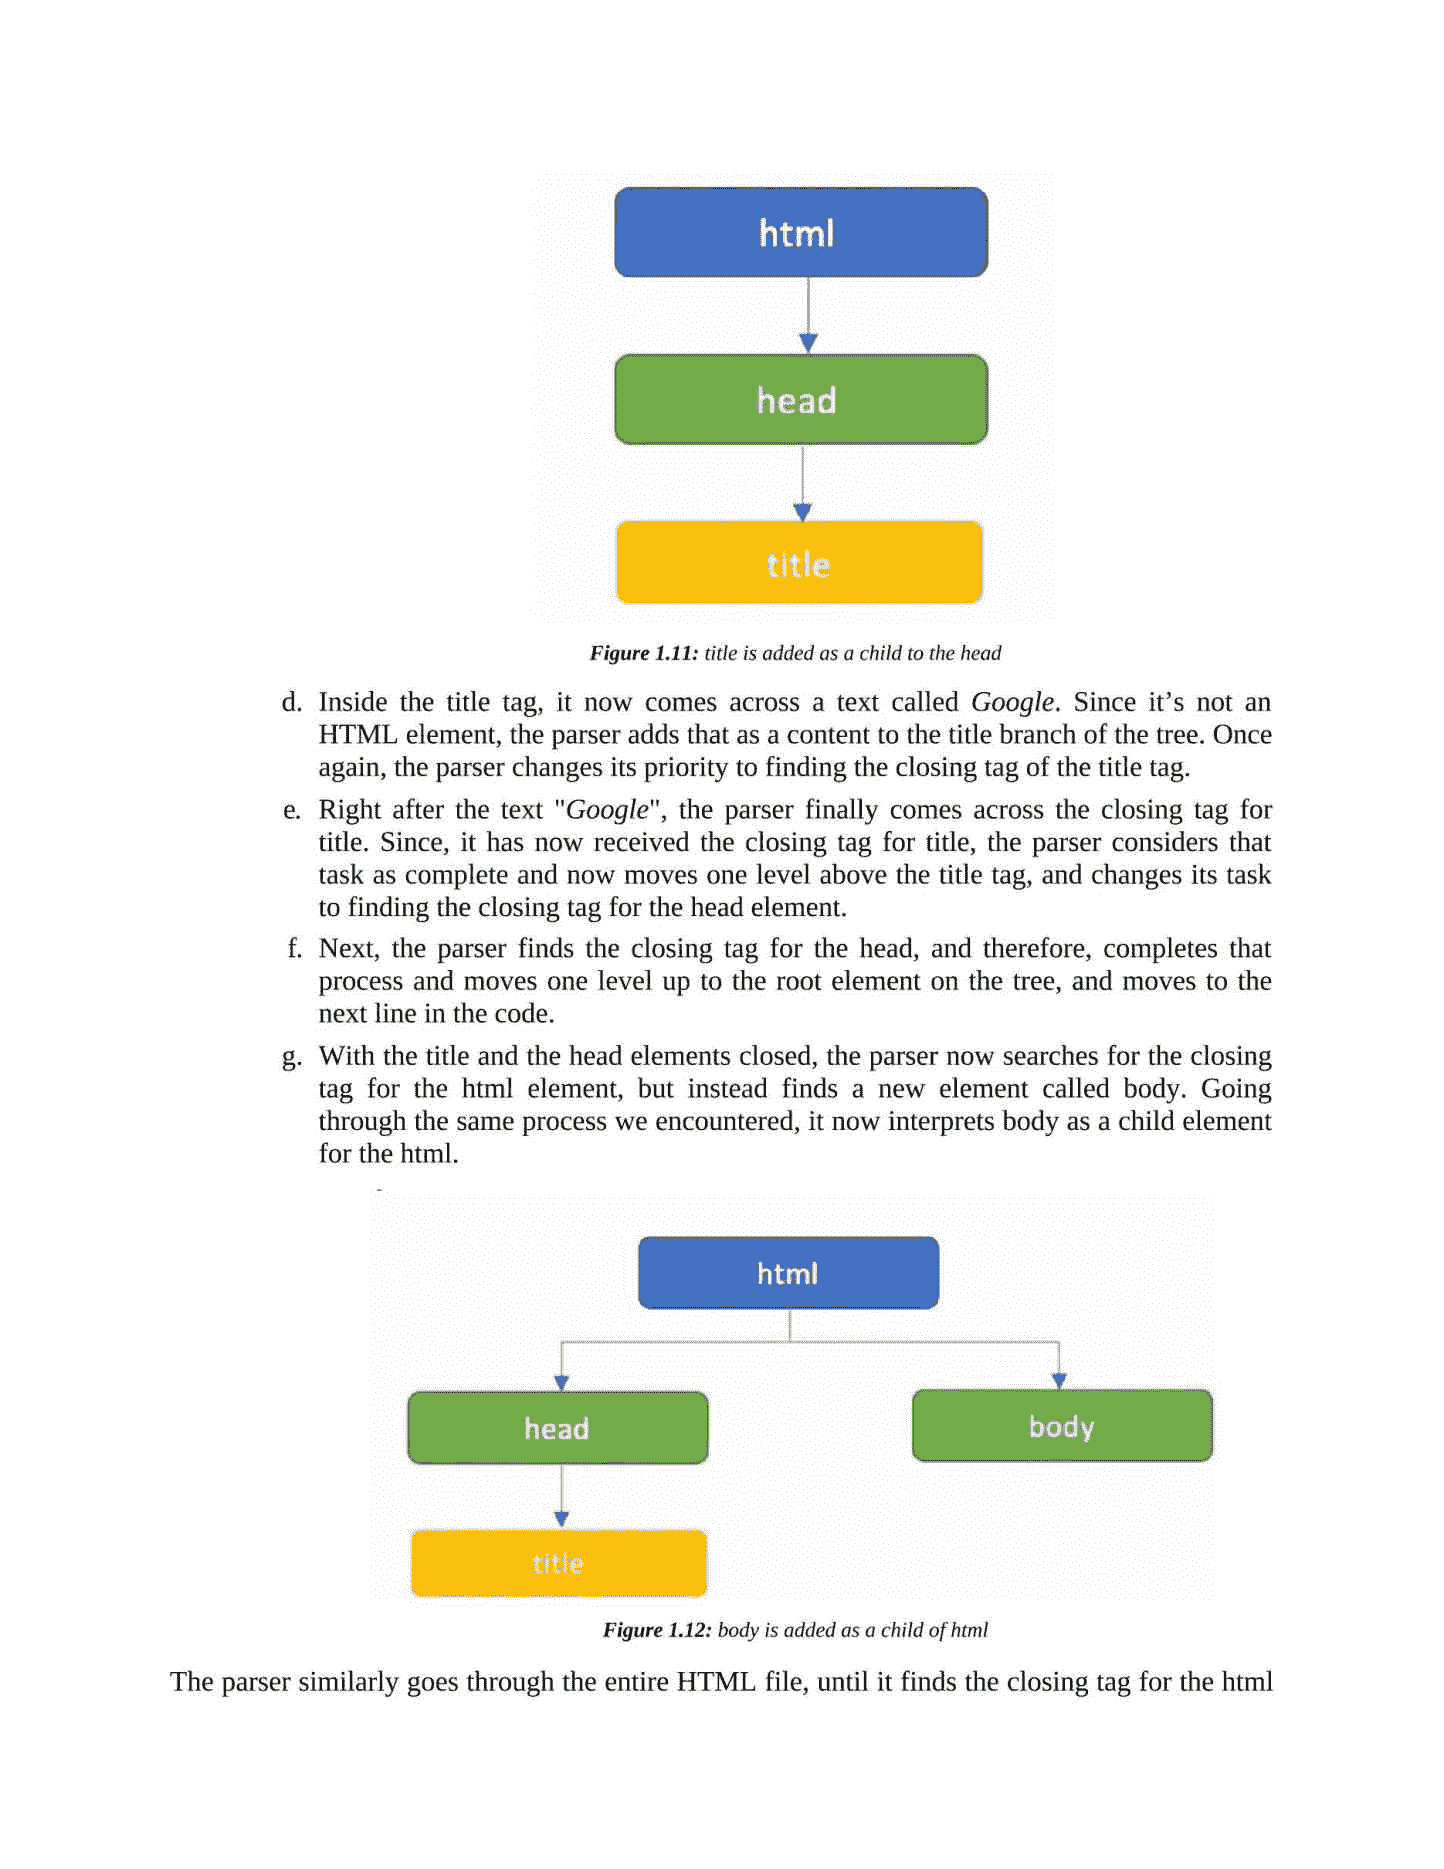 html
head
title
Figure 1.11: title is added as a child to the head
d. Inside the title tag, it now comes across a text called Google. Since it’s not an
HTML element, the parser adds that as a content to the title branch of the tree. Once
again, the parser changes its priority to finding the closing tag of the title tag.
e. Right after the text "Google", the parser finally comes across the closing tag for
title. Since, it has now received the closing tag for title, the parser considers that
task as complete and now moves one level above the title tag, and changes its task
to finding the closing tag for the head element.
f. Next, the parser finds the closing tag for the head, and therefore, completes that
process and moves one level up to the root element on the tree, and moves to the
next line in the code.
g. With the title and the head elements closed, the parser now searches for the closing
tag for the html element, but instead finds a new element called body. Going
through the same process we encountered, it now interprets body as a child element
for the html.
html
head
body
title
Figure 1.12: body is added as a child of html
The parser similarly goes through the entire HTML file, until it finds the closing tag for the html